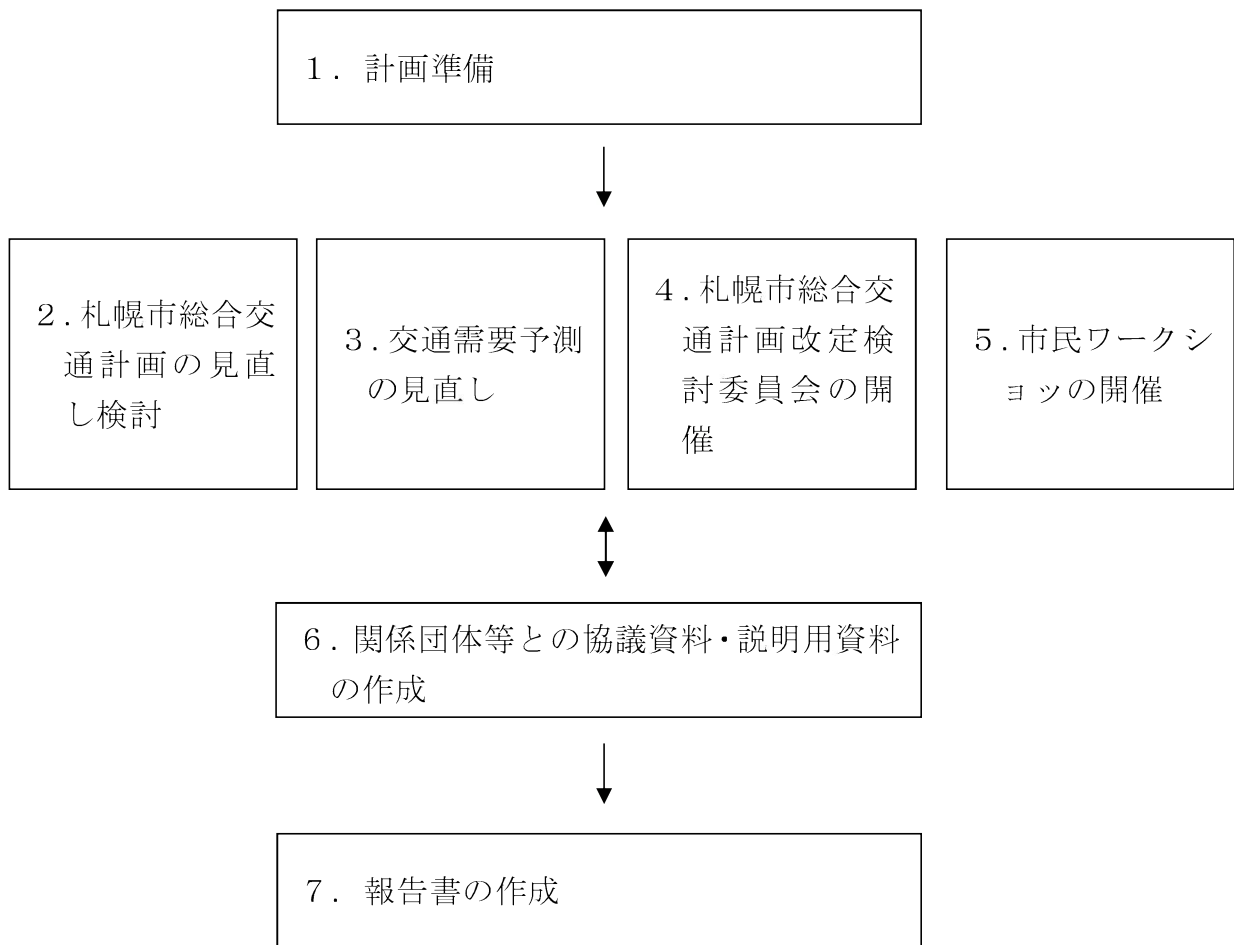 １．計画準備
２．札幌市総合交
通計画の見直
し検討
３．交通需要予測
の見直し
４．札幌市総合交
通計画改定検
討委員会の開
催
５．市民ワークシ
ョッの開催
６．関係団体等との協議資料・説明用資料
の作成
７．報告書の作成